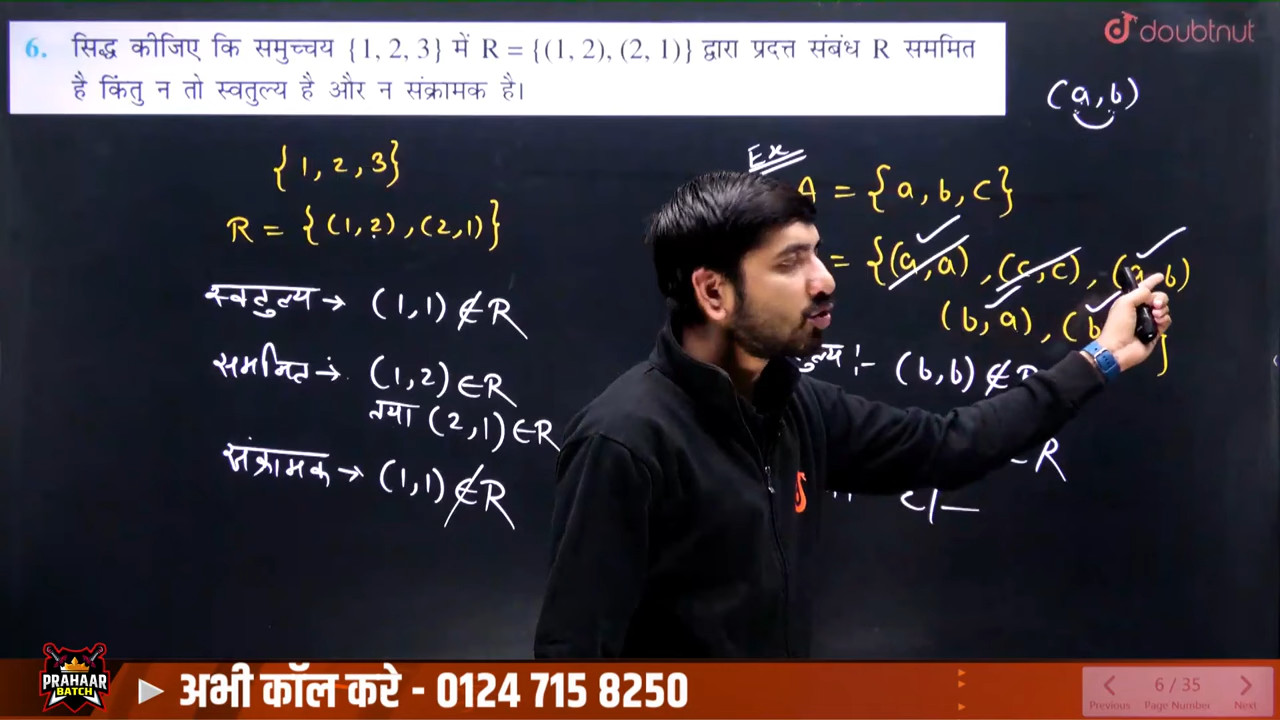 6. सिद्ध कीजिए कि समुच्चय {1, 2, 3} में R = {(1, 2), (2, 1)} द्वारा प्रदत्त संबंध R सममित
है किंतु न तो स्वतुल्य है और न संक्रामक है।
doubtnut
(a,b)
{1, 2, 3}
R = {(1,2), (2,1)}
स्वतुल्य → (1,1) ∉ R
सममित → (1,2) ∈ R
तथा (2,1) ∈ R
संक्रामक → (1,1) ∉ R
Ex
A = {a, b, c}
= {(a,a), (c,c), (a,b)
(b,a), (b
}
:- (b,b) ∉ R
R
PRAHAAR
BATCH
अभी कॉल करे - 0124 715 8250
< 6 / 35 >
Previous Page Number Next